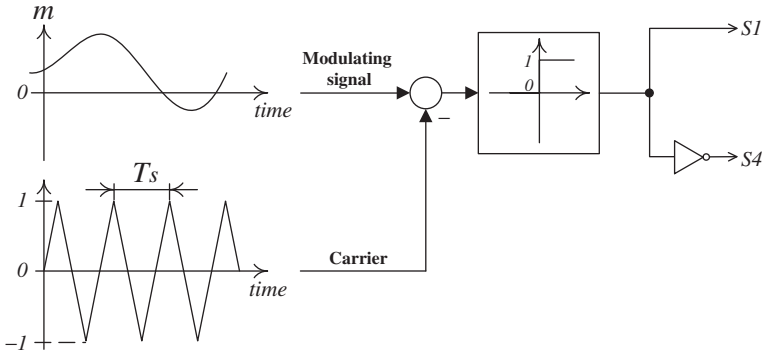 m
0
time
Modulating
signal
–
1
0
S1
S4
Ts
1
0
time
–1
Carrier